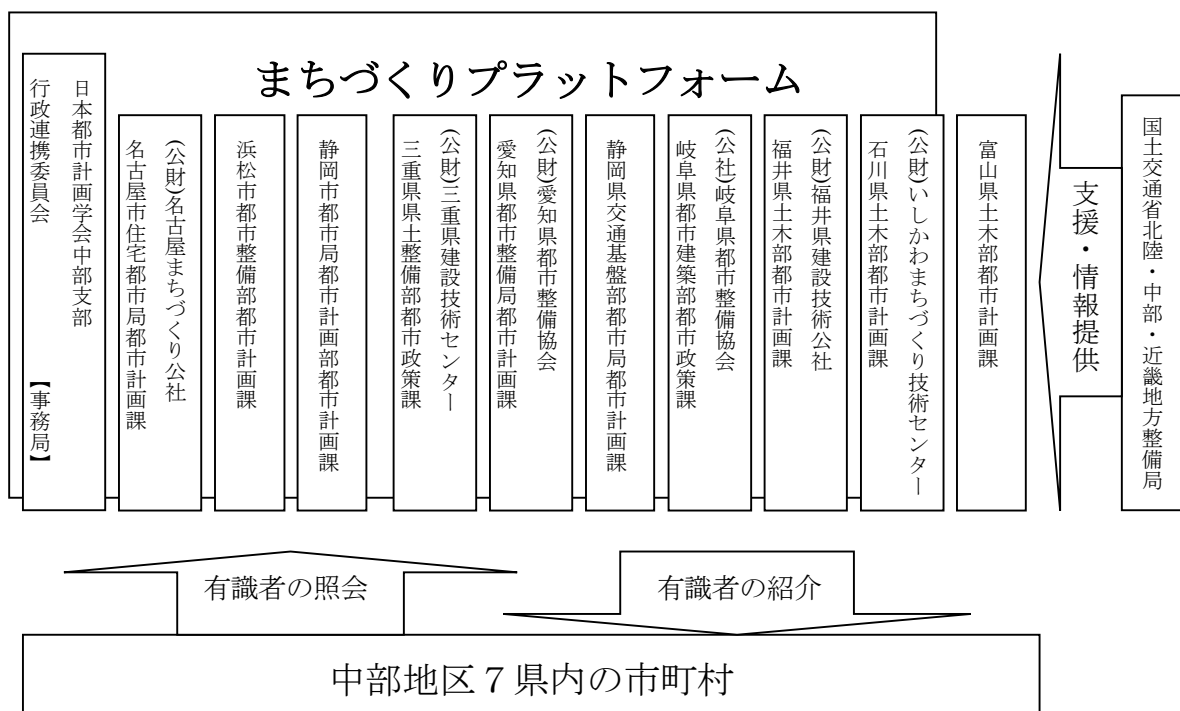 まちづくりプラットフォーム
国土交通省北陸・中部・近畿地方整備局
支援・情報提供
富山県土木部都市計画課
(公財)いしかわまちづくり技術センター
石川県土木部都市計画課
(公財)福井県建設技術公社
福井県土木部都市計画課
(公社)岐阜県都市整備協会
岐阜県都市建築部都市政策課
静岡県交通基盤部都市局都市計画課
(公財)愛知県都市整備協会
愛知県都市整備局都市計画課
(公財)三重県建設技術センター
三重県県土整備部都市政策課
静岡市都市局都市計画部都市計画課
浜松市都市整備部都市計画課
(公財)名古屋まちづくり公社
名古屋市住宅都市局都市計画課
日本都市計画学会中部支部
行政連携委員会 【事務局】
有識者の照会
有識者の紹介
中部地区7県内の市町村